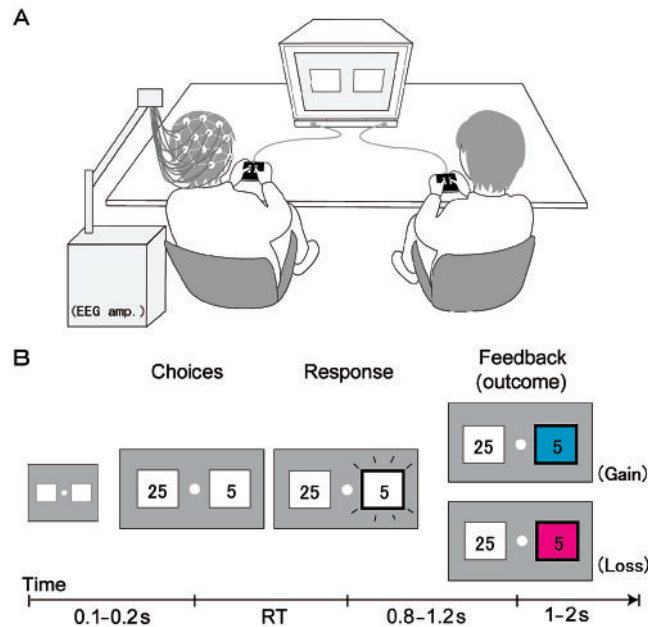 A
(EEG amp.)
B
Choices
Response
Feedback
(outcome)
25 5
(Gain)
25 5
25 5
25 5
(Loss)
Time
0.1-0.2s
RT
0.8-1.2s
1-2s